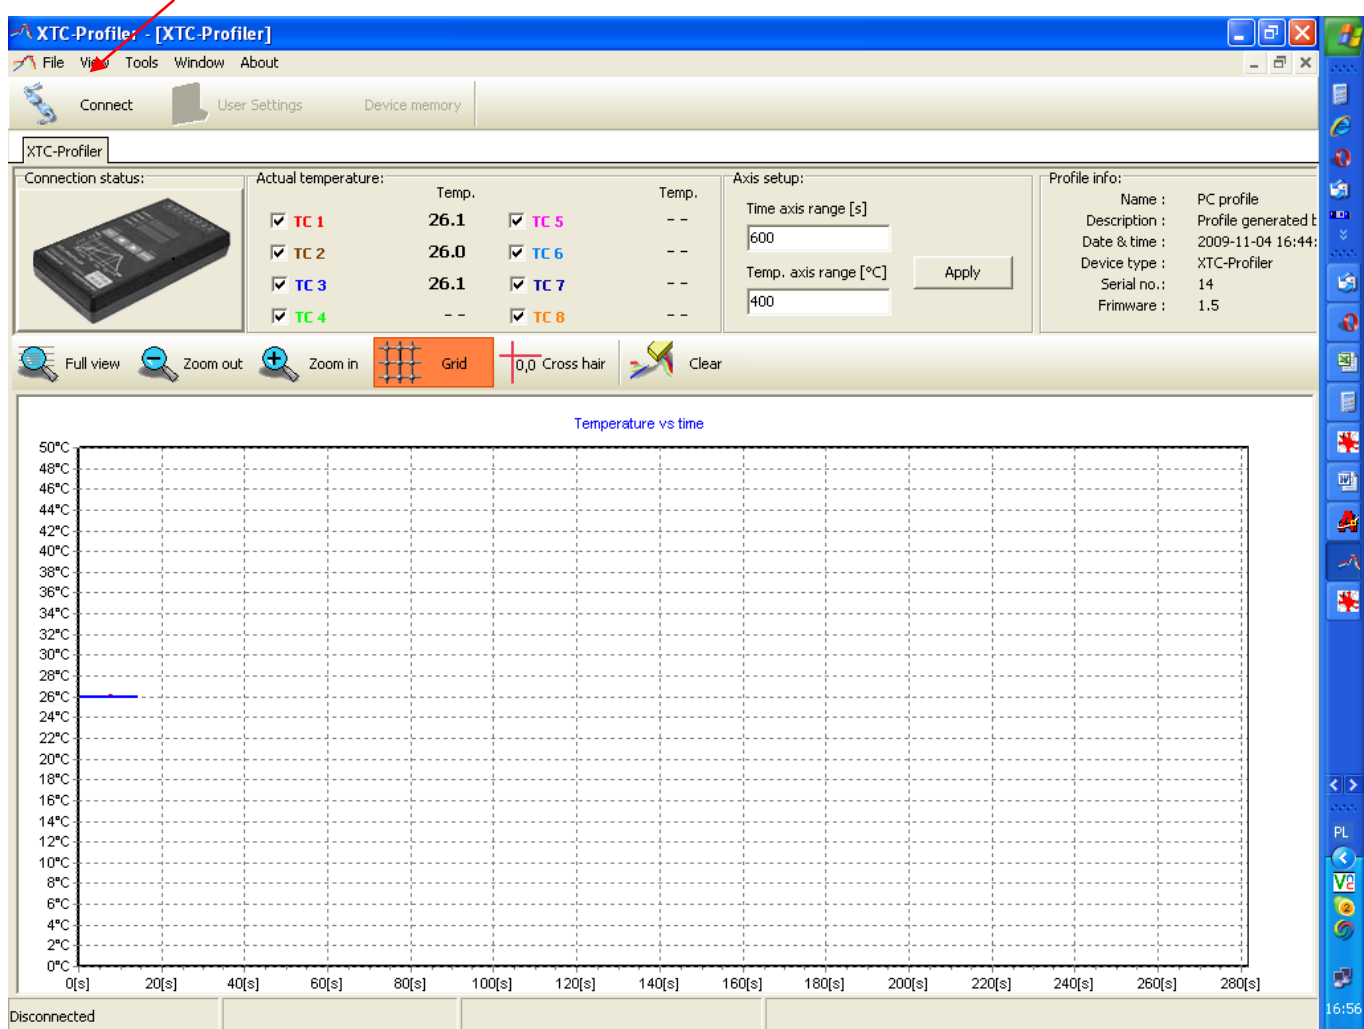 XTC-Profiler - [XTC-Profiler]
File View Tools Window About
Connect User Settings Device memory
XTC-Profiler
Connection status:
Actual temperature:
Temp. Temp.
TC 1 26.1 TC 5 - -
TC 2 26.0 TC 6 - -
TC 3 26.1 TC 7 - -
TC 4 - - TC 8 - -
Axis setup:
Time axis range [s]
600
Temp. axis range [°C]
400
Apply
Profile info:
Name : PC profile
Description : Profile generated b
Date & time : 2009-11-04 16:44:
Device type : XTC-Profiler
Serial no.: 14
Frimware : 1.5
Full view Zoom out Zoom in Grid 0,0 Cross hair Clear
Temperature vs time
50°C
48°C
46°C
44°C
42°C
40°C
38°C
36°C
34°C
32°C
30°C
28°C
26°C
24°C
22°C
20°C
18°C
16°C
14°C
12°C
10°C
8°C
6°C
4°C
2°C
0°C
0[s] 20[s] 40[s] 60[s] 80[s] 100[s] 120[s] 140[s] 160[s] 180[s] 200[s] 220[s] 240[s] 260[s] 280[s]
Disconnected
PL
2
16:56